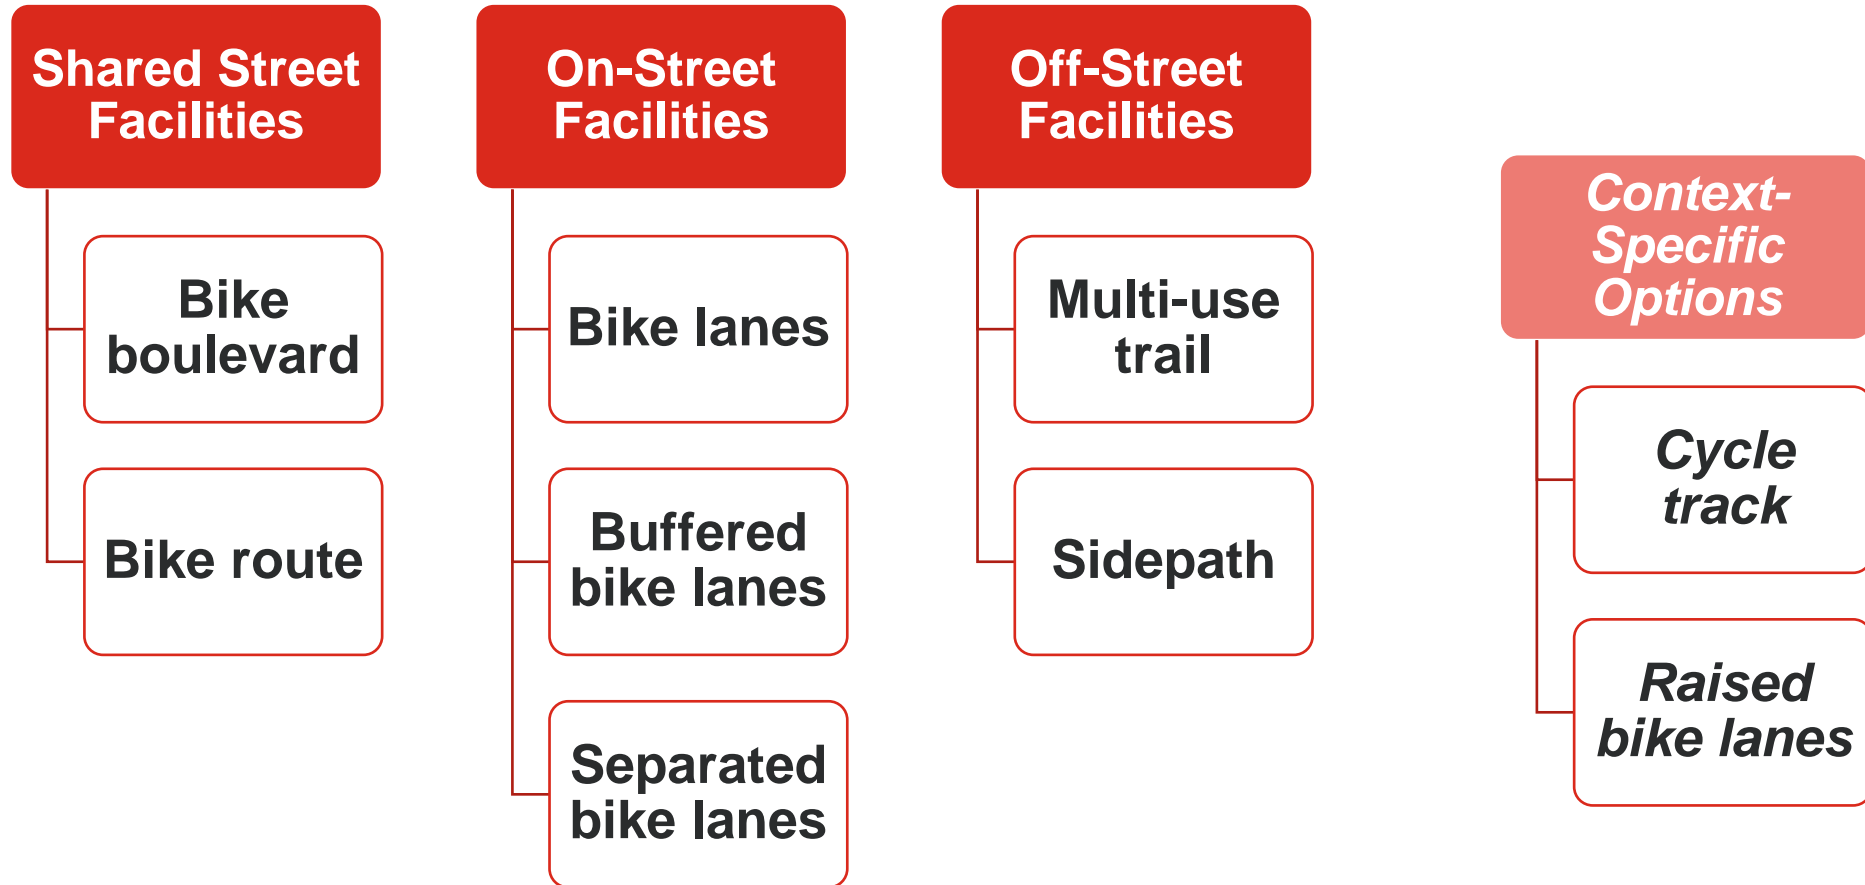 Shared Street
Facilities
Bike
boulevard
Bike route
On-Street
Facilities
Bike lanes
Buffered
bike lanes
Separated
bike lanes
Off-Street
Facilities
Multi-use
trail
Sidepath
Context-
Specific
Options
Cycle
track
Raised
bike lanes